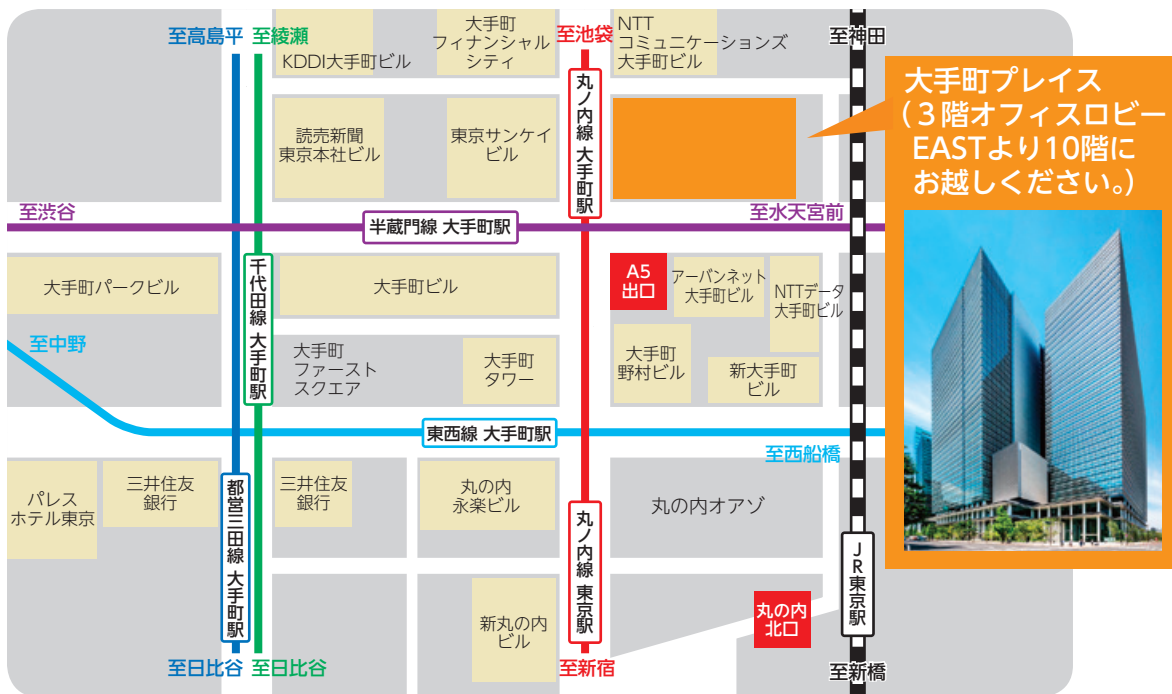 至高島平
至綾瀬
KDDI大手町ビル
大手町
フィナンシャル
シティ
至池袋
NTT
コミュニケーションズ
大手町ビル
至神田
大手町プレイス
(3階オフィスロビー
EASTより10階に
お越しください。)
読売新聞
東京本社ビル
東京サンケイ
ビル
丸ノ内線 大手町駅
至渋谷
半蔵門線 大手町駅
至水天宮前
大手町パークビル
千代田線 大手町駅
大手町ビル
A5
出口
アーバンネット
大手町ビル
NTTデータ
大手町ビル
至中野
大手町
ファースト
スクエア
大手町
タワー
大手町
野村ビル
新大手町
ビル
東西線 大手町駅
至西船橋
パレス
ホテル東京
三井住友
銀行
都営三田線 大手町駅
三井住友
銀行
丸の内
永楽ビル
丸ノ内線 東京駅
丸の内オアゾ
JR東京駅
新丸の内
ビル
丸の内
北口
至日比谷
至日比谷
至新宿
至新橋